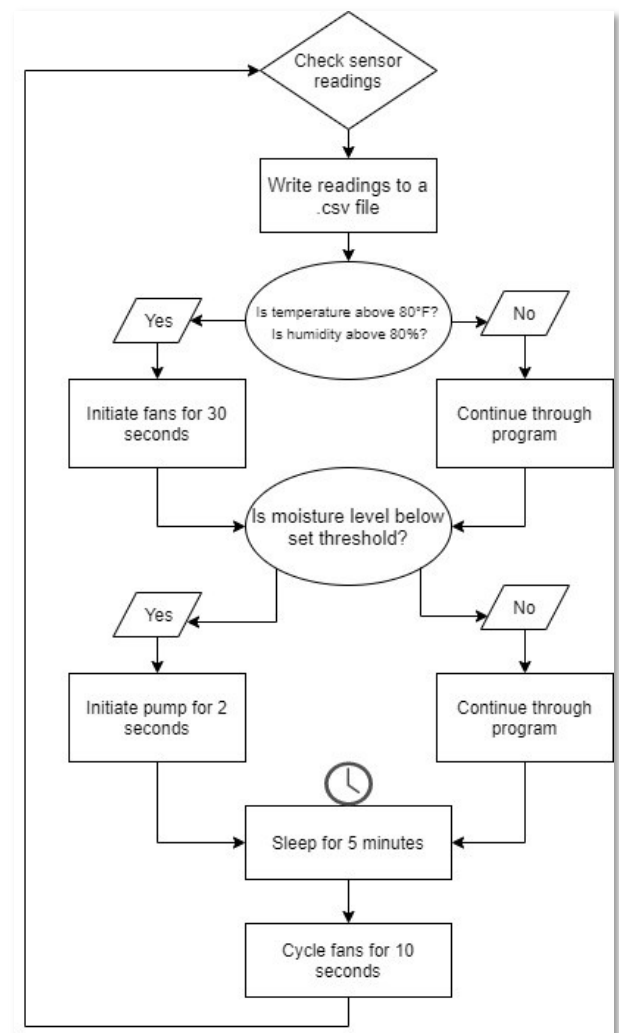 Check sensor
readings
Write readings to a
.csv file
Is temperature above 80°F?
Is humidity above 80%?
Yes
No
Initiate fans for 30
seconds
Continue through
program
Is moisture level below
set threshold?
Yes
No
Initiate pump for 2
seconds
Continue through
program
Sleep for 5 minutes
Cycle fans for 10
seconds